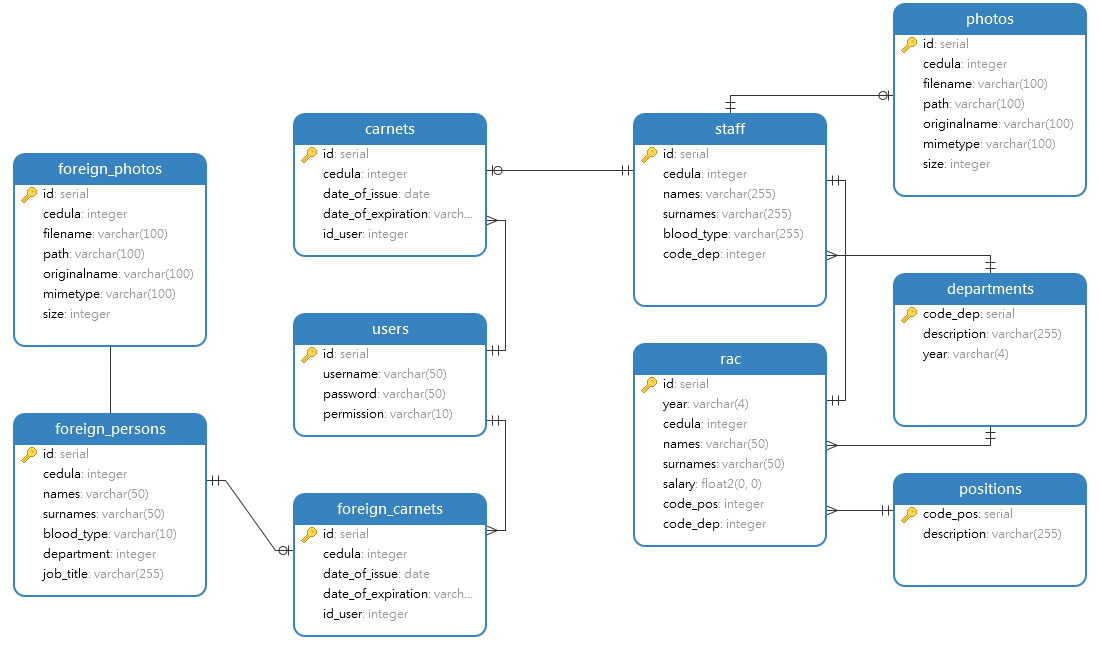 photos
id: serial
cedula: integer
filename: varchar(100)
path: varchar(100)
originalname: varchar(100)
mimetype: varchar(100)
size: integer
carnets
id: serial
cedula: integer
date_of_issue: date
date_of_expiration: varch...
id_user: integer
staff
id: serial
cedula: integer
names: varchar(255)
surnames: varchar(255)
blood_type: varchar(255)
code_dep: integer
foreign_photos
id: serial
cedula: integer
filename: varchar(100)
path: varchar(100)
originalname: varchar(100)
mimetype: varchar(100)
size: integer
departments
code_dep: serial
description: varchar(255)
year: varchar(4)
users
id: serial
username: varchar(50)
password: varchar(50)
permission: varchar(10)
rac
id: serial
year: varchar(4)
cedula: integer
names: varchar(50)
surnames: varchar(50)
salary: float2(0, 0)
code_pos: integer
code_dep: integer
foreign_persons
id: serial
cedula: integer
names: varchar(50)
surnames: varchar(50)
blood_type: varchar(10)
department: integer
job_title: varchar(255)
foreign_carnets
id: serial
cedula: integer
date_of_issue: date
date_of_expiration: varch...
id_user: integer
positions
code_pos: serial
description: varchar(255)